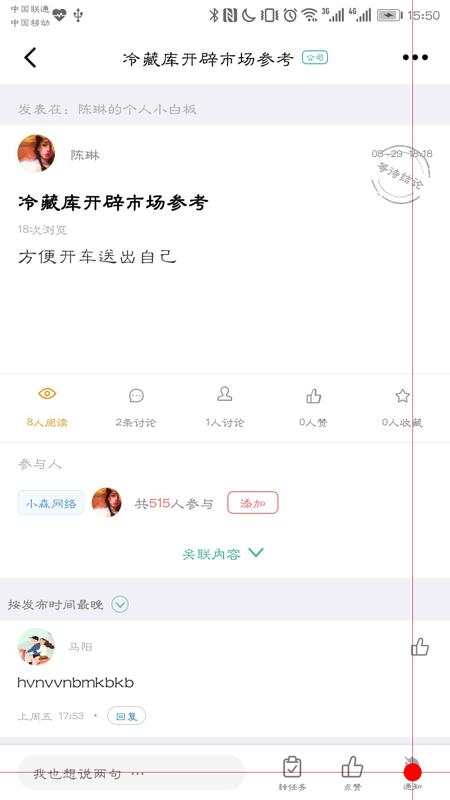 中国联通
中国移动
3G 4G 15:50
冷藏库开辟市场参考 公司
发表在：陈琳的个人小白板
陈琳
08-29 18:18
等待结论
冷藏库开辟市场参考
18次浏览
方便开车送出自己
8人阅读 2条讨论 1人讨论 0人赞 0人收藏
参与人
小森网络 共515人参与 添加
关联内容
按发布时间最晚
马阳
hvnvvnbmkbkb
上周五 17:53 • 回复
我也想说两句 … 转任务 点赞 通知